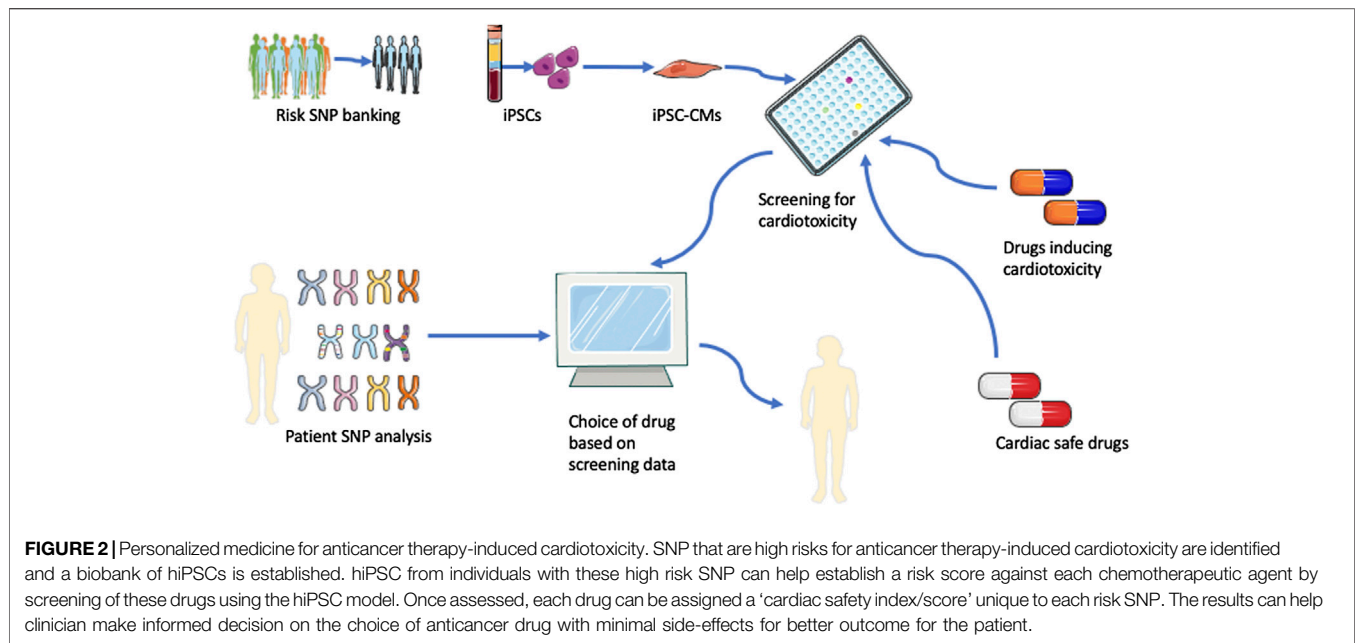 Risk SNP banking
iPSCs
iPSC-CMs
Screening for
cardiotoxicity
Drugs inducing
cardiotoxicity
Patient SNP analysis
Choice of drug
based on
screening data
Cardiac safe drugs
FIGURE 2 | Personalized medicine for anticancer therapy-induced cardiotoxicity. SNP that are high risks for anticancer therapy-induced cardiotoxicity are identified
and a biobank of hiPSCs is established. hiPSC from individuals with these high risk SNP can help establish a risk score against each chemotherapeutic agent by
screening of these drugs using the hiPSC model. Once assessed, each drug can be assigned a ‘cardiac safety index/score’ unique to each risk SNP. The results can help
clinician make informed decision on the choice of anticancer drug with minimal side-effects for better outcome for the patient.